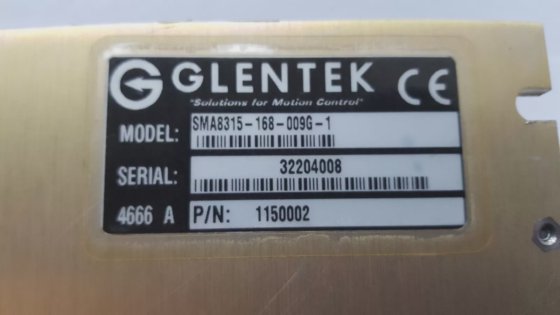 GLENTEK CE
"Solutions for Motion Control"
MODEL: SMA8315-168-009G-1
SERIAL: 32204008
4666 A P/N: 1150002